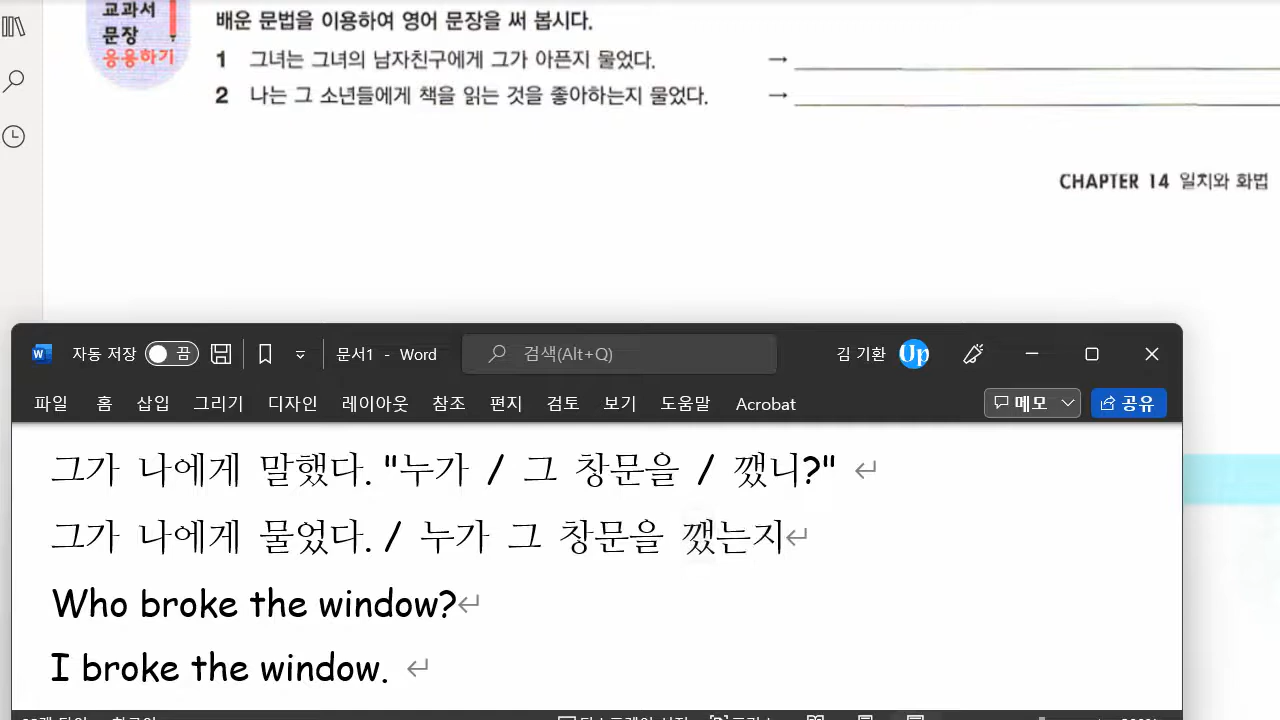 교과서
문장
응용하기
배운 문법을 이용하여 영어 문장을 써 봅시다.
1 그녀는 그녀의 남자친구에게 그가 아픈지 물었다. →
2 나는 그 소년들에게 책을 읽는 것을 좋아하는지 물었다. →
CHAPTER 14 일치와 화법
자동 저장 끔 문서1 - Word 검색(Alt+Q) 김 기환 Up
파일 홈 삽입 그리기 디자인 레이아웃 참조 편지 검토 보기 도움말 Acrobat 메모 공유
그가 나에게 말했다. "누가 / 그 창문을 / 깼니?"
그가 나에게 물었다. / 누가 그 창문을 깼는지
Who broke the window?
I broke the window.